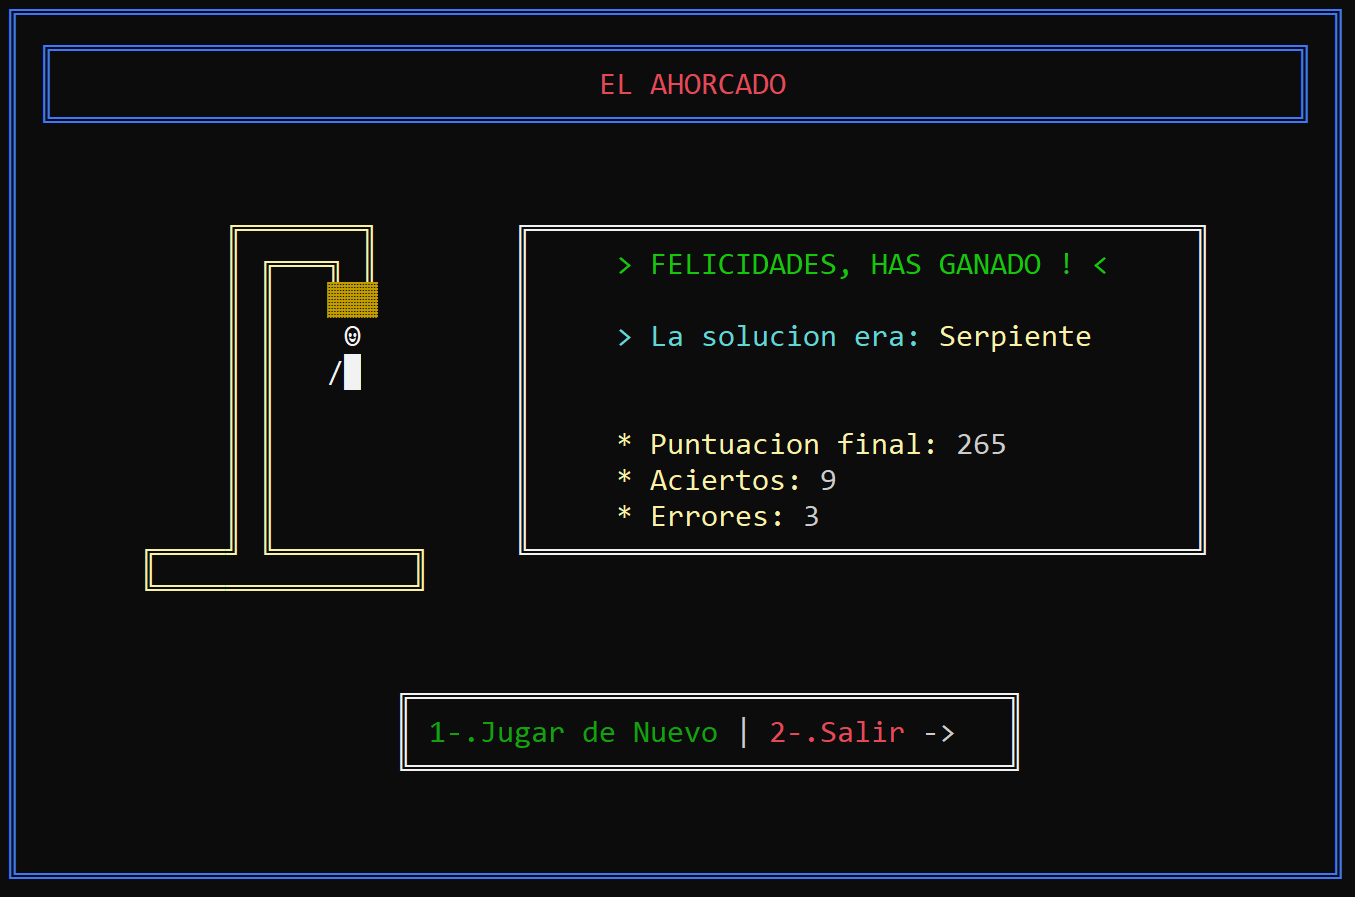 EL AHORCADO
> FELICIDADES, HAS GANADO ! <
> La solucion era: Serpiente
* Puntuacion final: 265
* Aciertos: 9
* Errores: 3
1-.Jugar de Nuevo | 2-.Salir ->